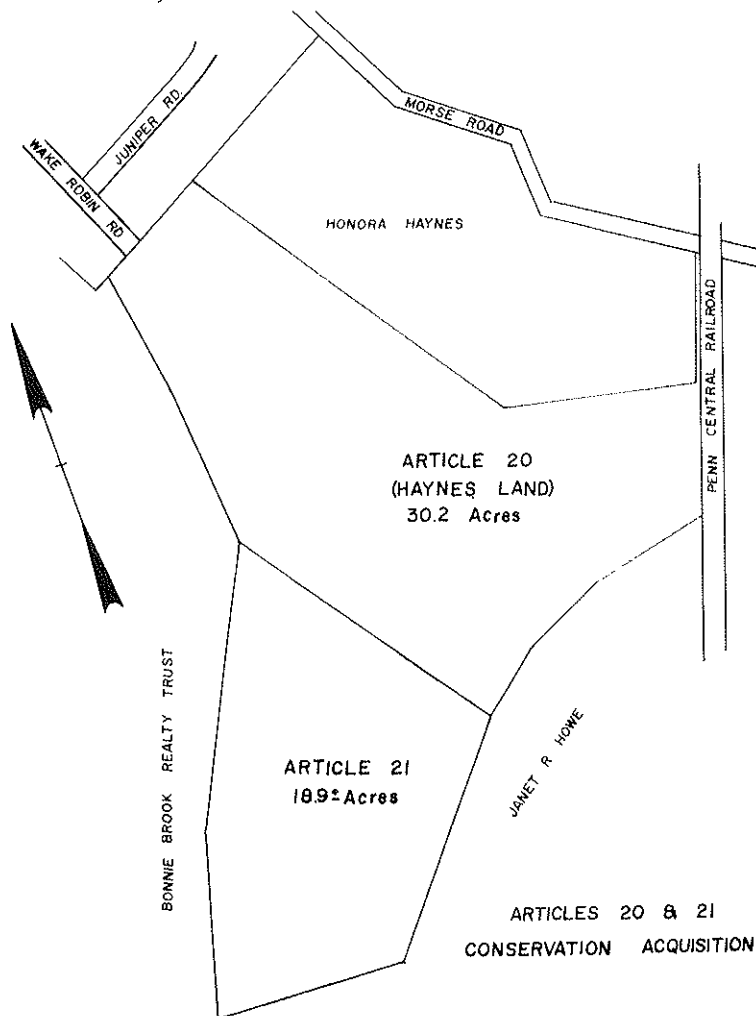 JUNIPER RD.
WAKE ROBIN RD
MORSE ROAD
HONORA HAYNES
PENN CENTRAL RAILROAD
ARTICLE 20
(HAYNES LAND)
30.2 Acres
BONNIE BROOK REALTY TRUST
ARTICLE 21
18.9± Acres
JANET R HOWE
ARTICLES 20 & 21
CONSERVATION ACQUISITION